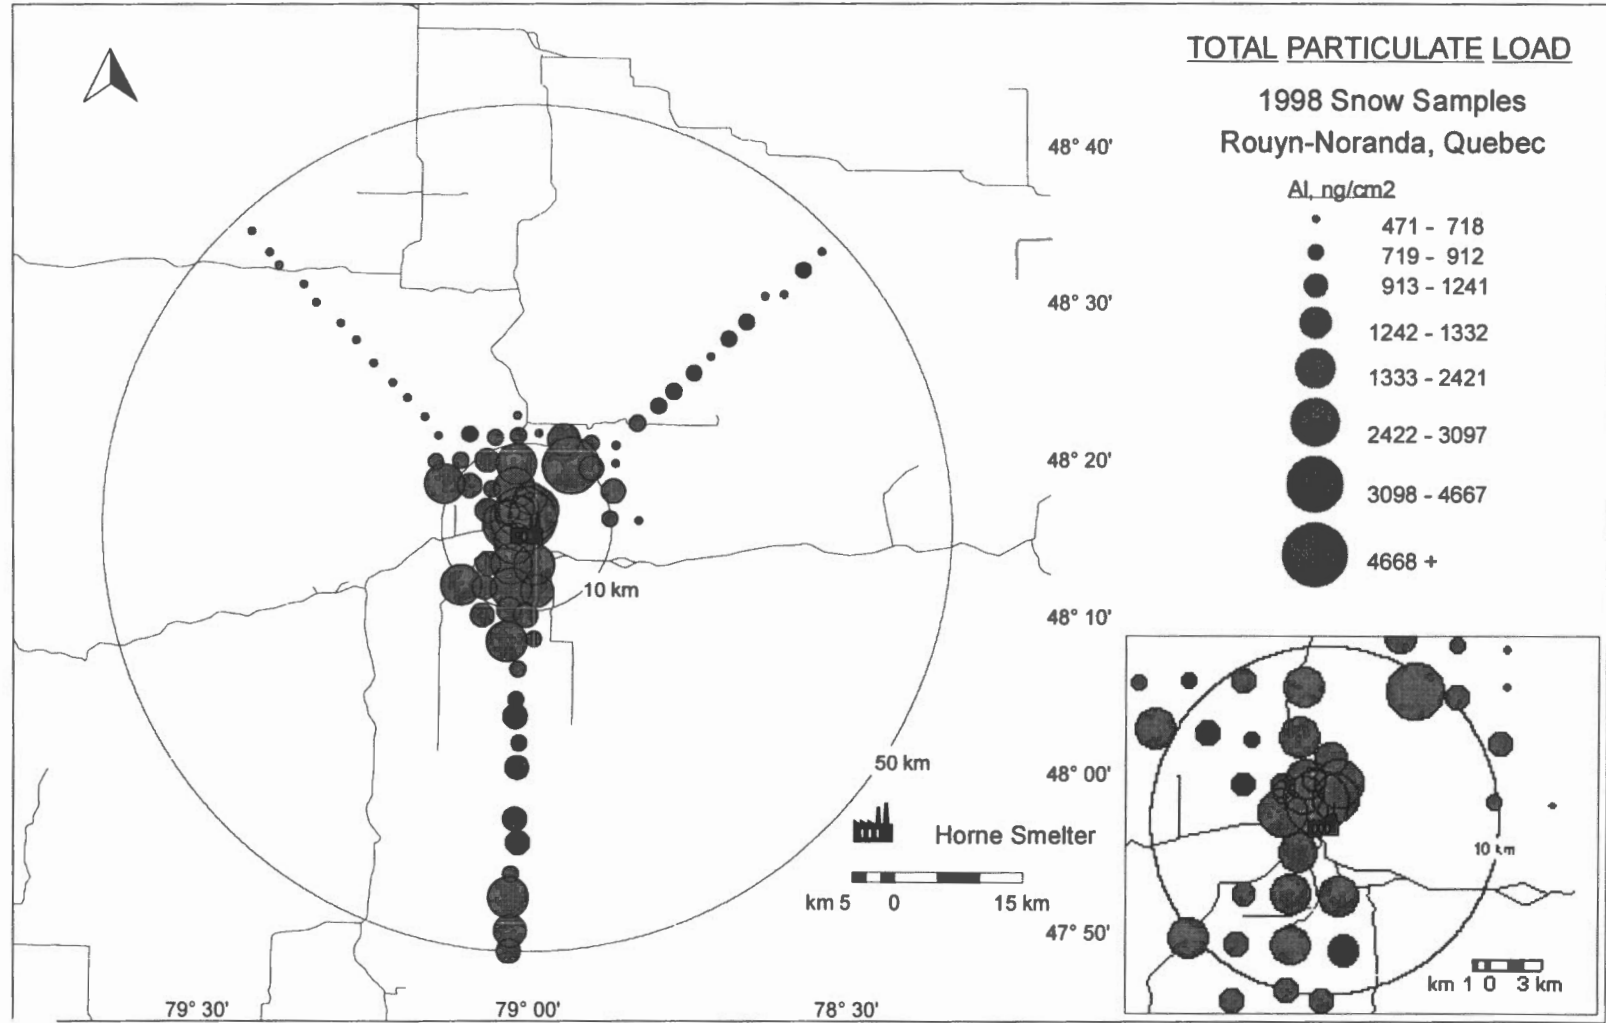 TOTAL PARTICULATE LOAD
1998 Snow Samples
Rouyn-Noranda, Quebec
Al, ng/cm2
471 - 718
719 - 912
913 - 1241
1242 - 1332
1333 - 2421
2422 - 3097
3098 - 4667
4668 +
48° 40'
48° 30'
48° 20'
48° 10'
48° 00'
47° 50'
10 km
50 km
Horne Smelter
km 5 0 15 km
79° 30' 79° 00' 78° 30'
10 km
km 1 0 3 km